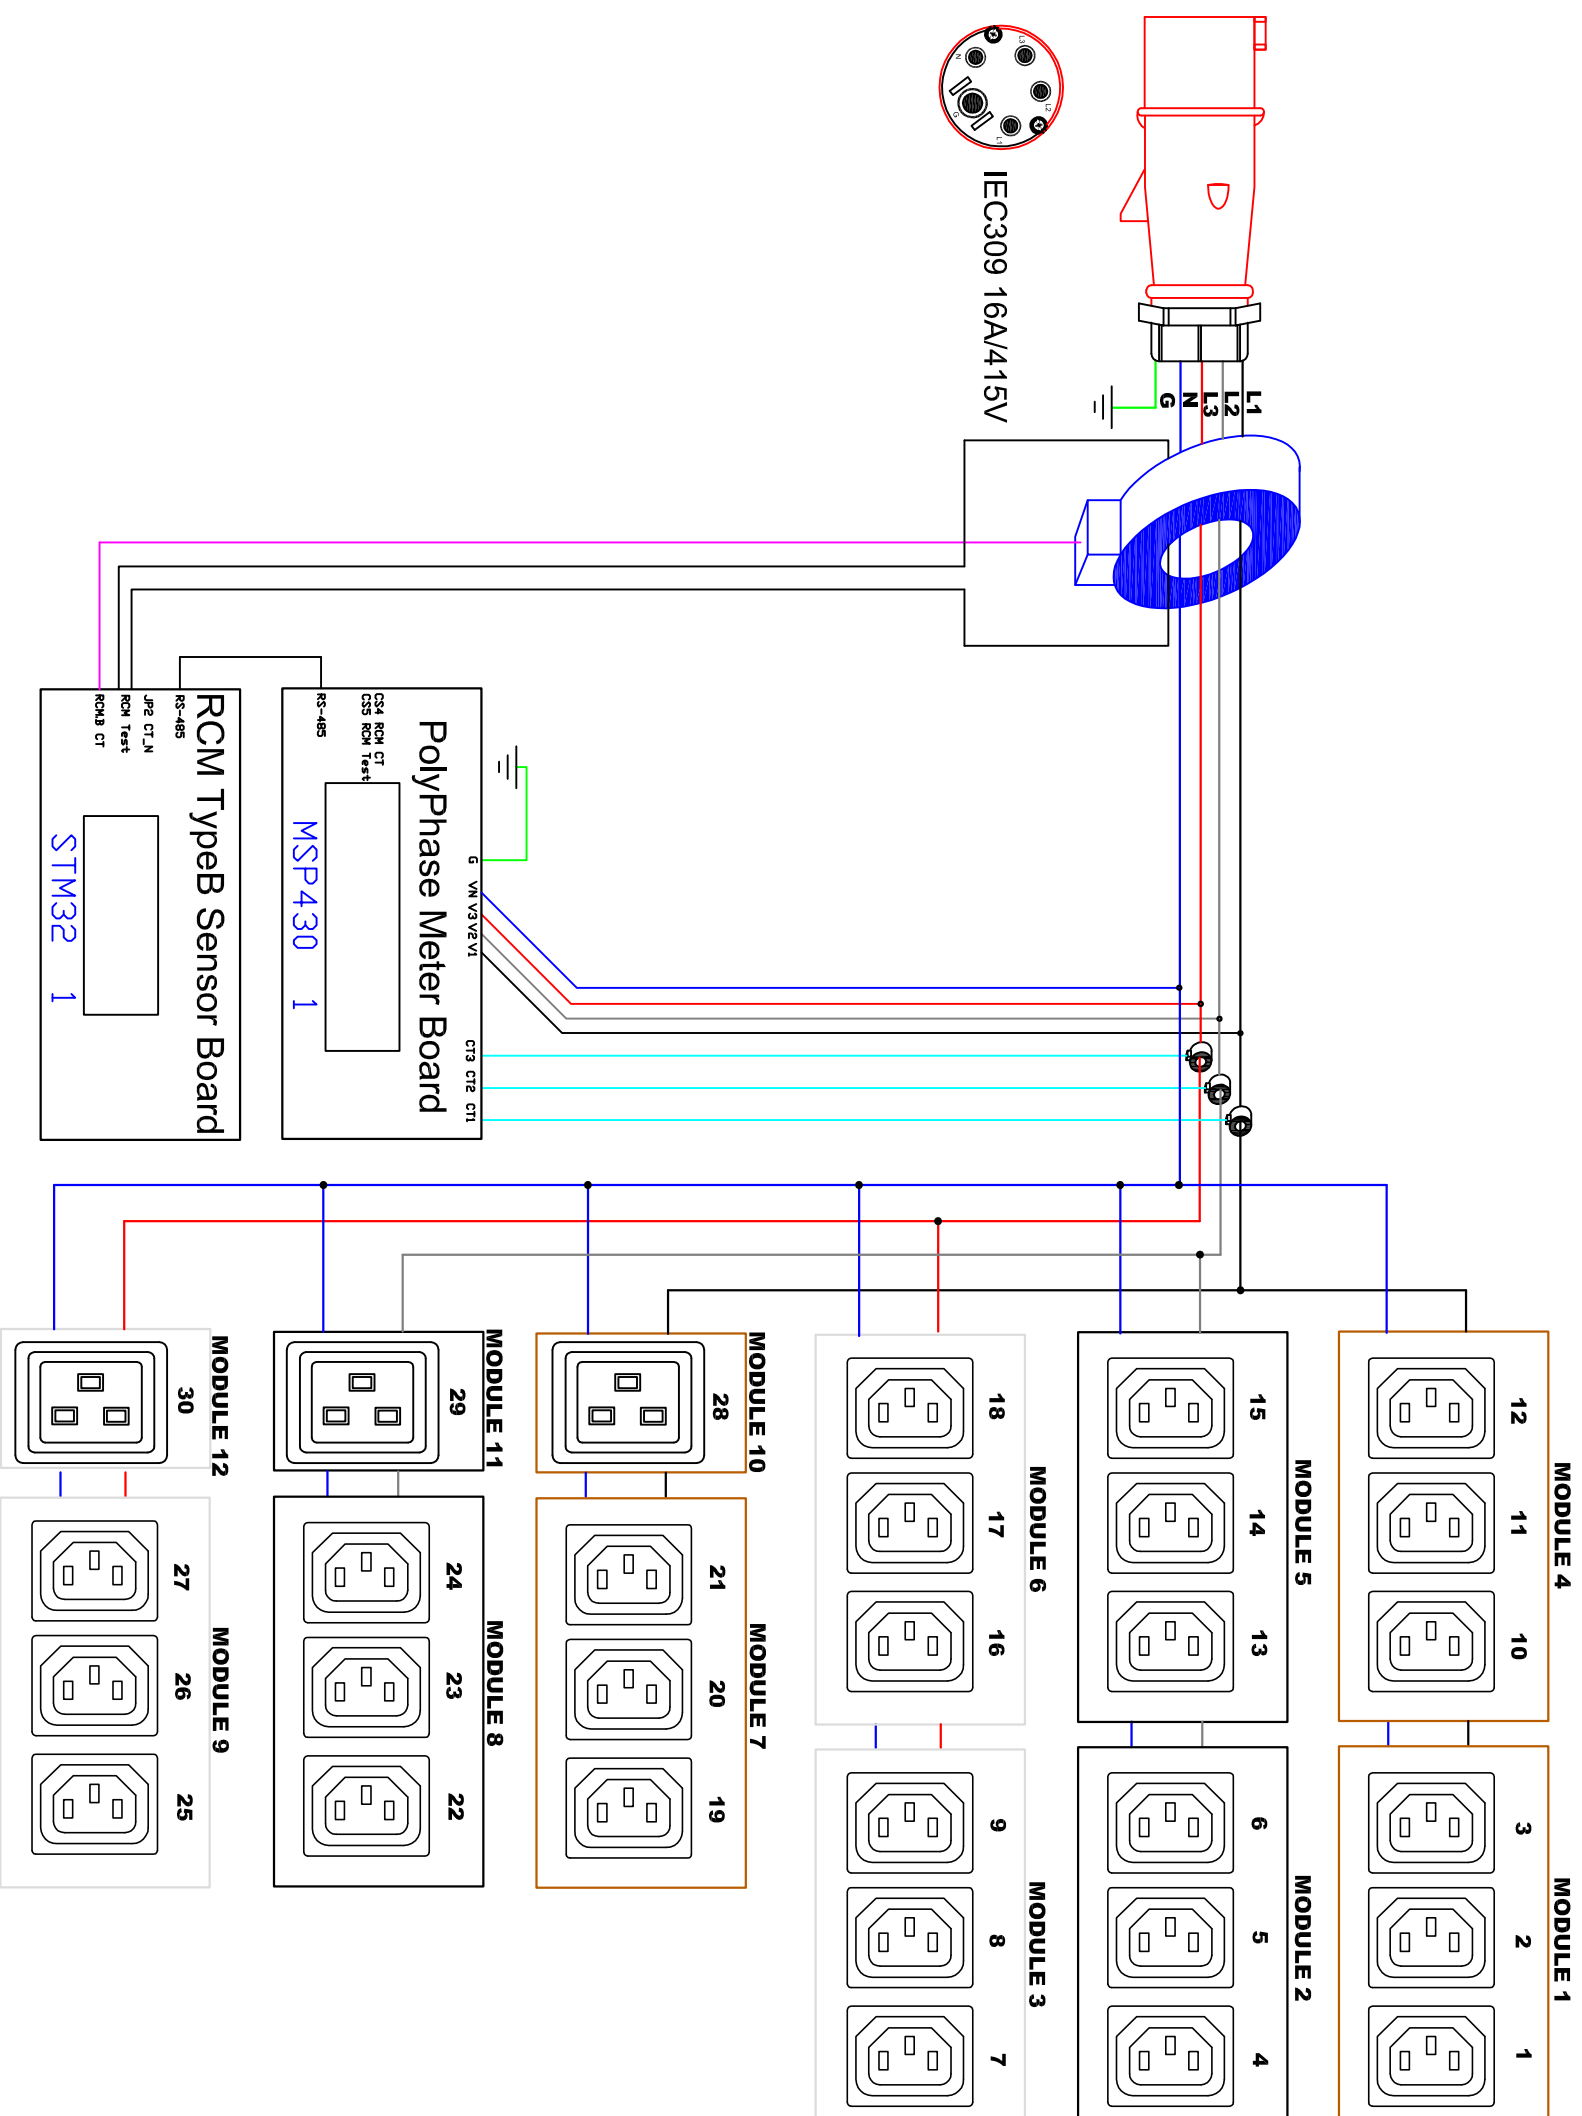 L3
N
L2
G
L1
IEC309 16A/415V
L1
L2
L3
N
G
RCM TypeB Sensor Board
RS-485
JP2 CT_N
RCM Test
RCM.B CT
STM32 1
PolyPhase Meter Board
RS-485
CS4 RCM CT
CS5 RCM Test
MSP430 1
G VN V3 V2 V1
CT3 CT2 CT1
MODULE 12
30
MODULE 11
29
MODULE 10
28
MODULE 6
18
17
16
MODULE 5
15
14
13
MODULE 4
12
11
10
MODULE 9
27
26
25
MODULE 8
24
23
22
MODULE 7
21
20
19
MODULE 3
9
8
7
MODULE 2
6
5
4
MODULE 1
3
2
1